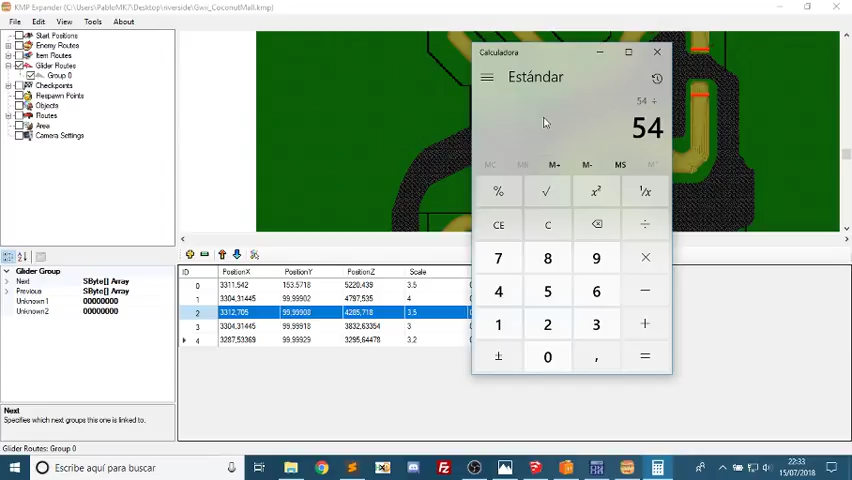 KMP Expander (C:\Users\PabloMK7\Desktop\riverside\Gwii_CoconutMall.kmp)
File Edit View Tools About
Start Positions
Enemy Routes
Item Routes
Glider Routes
Group 0
Checkpoints
Respawn Points
Objects
Routes
Area
Camera Settings
Calculadora
Estándar
54 ÷
54
MC MR M+ M- MS M˅
% √ x² ¹/x
CE C ÷
7 8 9 ×
4 5 6 −
1 2 3 +
± 0 , =
Glider Group
Next SByte[] Array
Previous SByte[] Array
Unknown1 00000000
Unknown2 00000000
ID PositionX PositionY PositionZ Scale
0 3311,542 153.5718 5220,439 3.5
1 3304,31445 99.99902 4797,535 4
2 3312,705 99.99908 4285,718 3.5
3 3304,31445 99.99918 3832,63354 3
4 3287,53369 99.99929 3295,64478 3.2
Next
Specifies which next groups this one is linked to.
Glider Routes: Group 0
Escribe aquí para buscar
22:33
15/07/2018